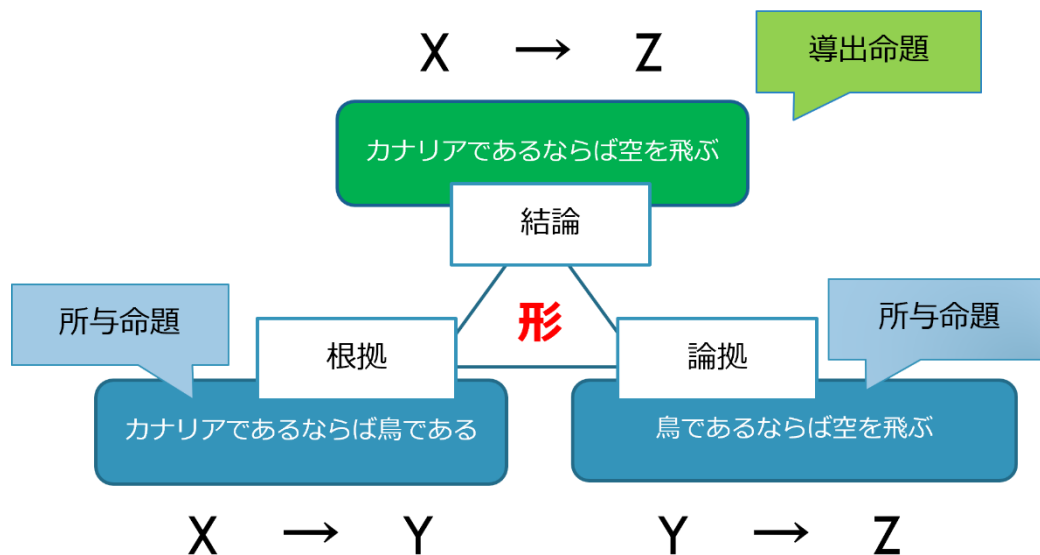 X → Z
導出命題
カナリアであるならば空を飛ぶ
結論
所与命題
形
所与命題
根拠
論拠
カナリアであるならば鳥である
鳥であるならば空を飛ぶ
X → Y
Y → Z